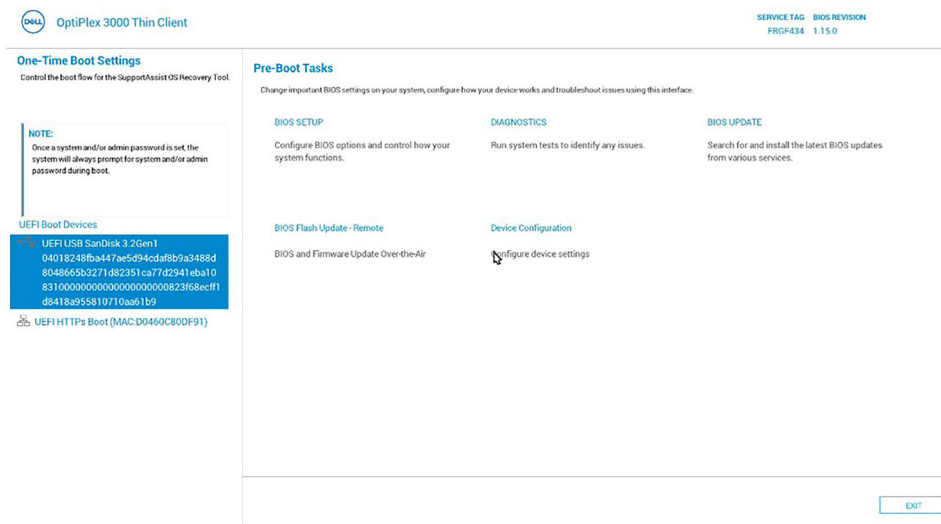 DELL
OptiPlex 3000 Thin Client
SERVICE TAG BIOS REVISION
FBGF434 1.15.0
One-Time Boot Settings
Control the boot flow for the SupportAssist OS Recovery Tool.
NOTE:
Once a system and/or admin password is set, the
system will always prompt for system and/or admin
password during boot.
UEFI Boot Devices
UEFI USB SanDisk 3.2Gen1
04018248fba447ae5d94cdaf8b9a3488d
8048665b3271d82351ca77d2941eba10
831000000000000000000000823f68ecff1
d8418a955810710aa61b9
UEFI HTTPs Boot (MAC:D0460C80DF91)
Pre-Boot Tasks
Change important BIOS settings on your system, configure how your device works and troubleshoot issues using this interface.
BIOS SETUP
Configure BIOS options and control how your
system functions.
DIAGNOSTICS
Run system tests to identify any issues.
BIOS UPDATE
Search for and install the latest BIOS updates
from various services.
BIOS Flash Update - Remote
BIOS and Firmware Update Over-the-Air
Device Configuration
Configure device settings
EXIT